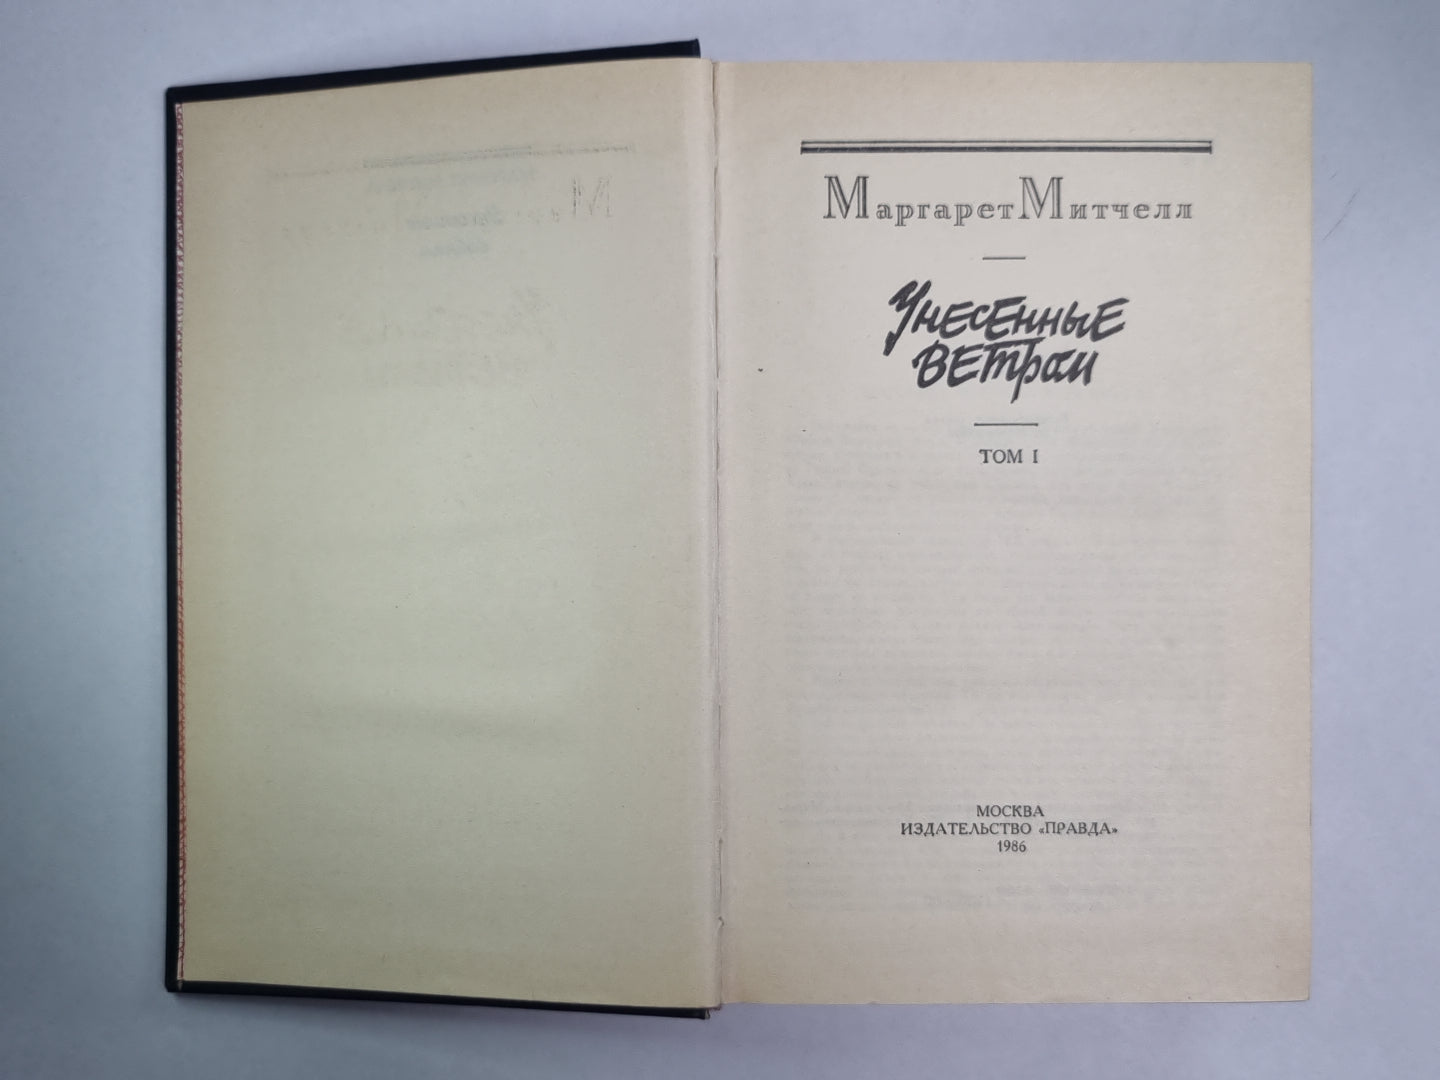 Маргарет Митчелл
Унесенные
ветром
ТОМ I
МОСКВА
ИЗДАТЕЛЬСТВО «ПРАВДА»
1986